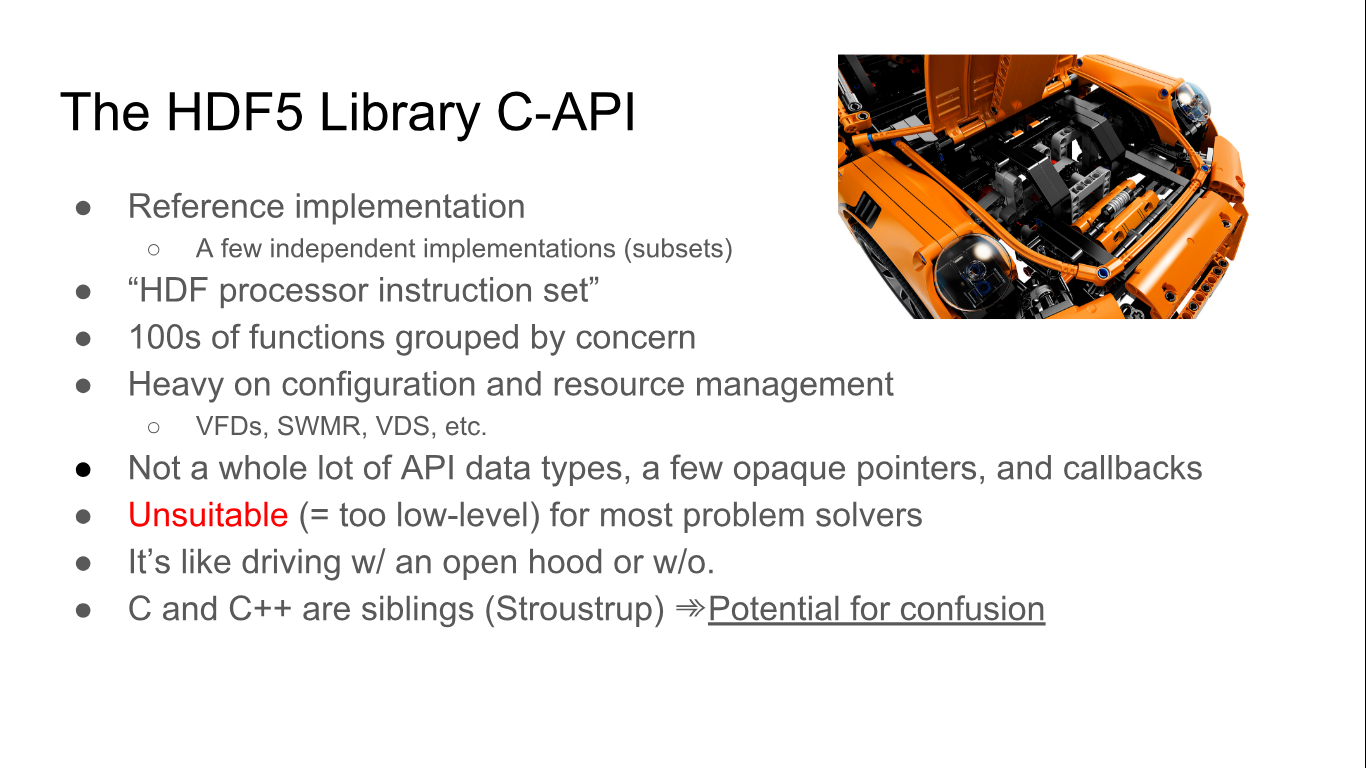 The HDF5 Library C-API
● Reference implementation
○ A few independent implementations (subsets)
● “HDF processor instruction set”
● 100s of functions grouped by concern
● Heavy on configuration and resource management
○ VFDs, SWMR, VDS, etc.
● Not a whole lot of API data types, a few opaque pointers, and callbacks
● Unsuitable (= too low-level) for most problem solvers
● It’s like driving w/ an open hood or w/o.
● C and C++ are siblings (Stroustrup) ⇻Potential for confusion